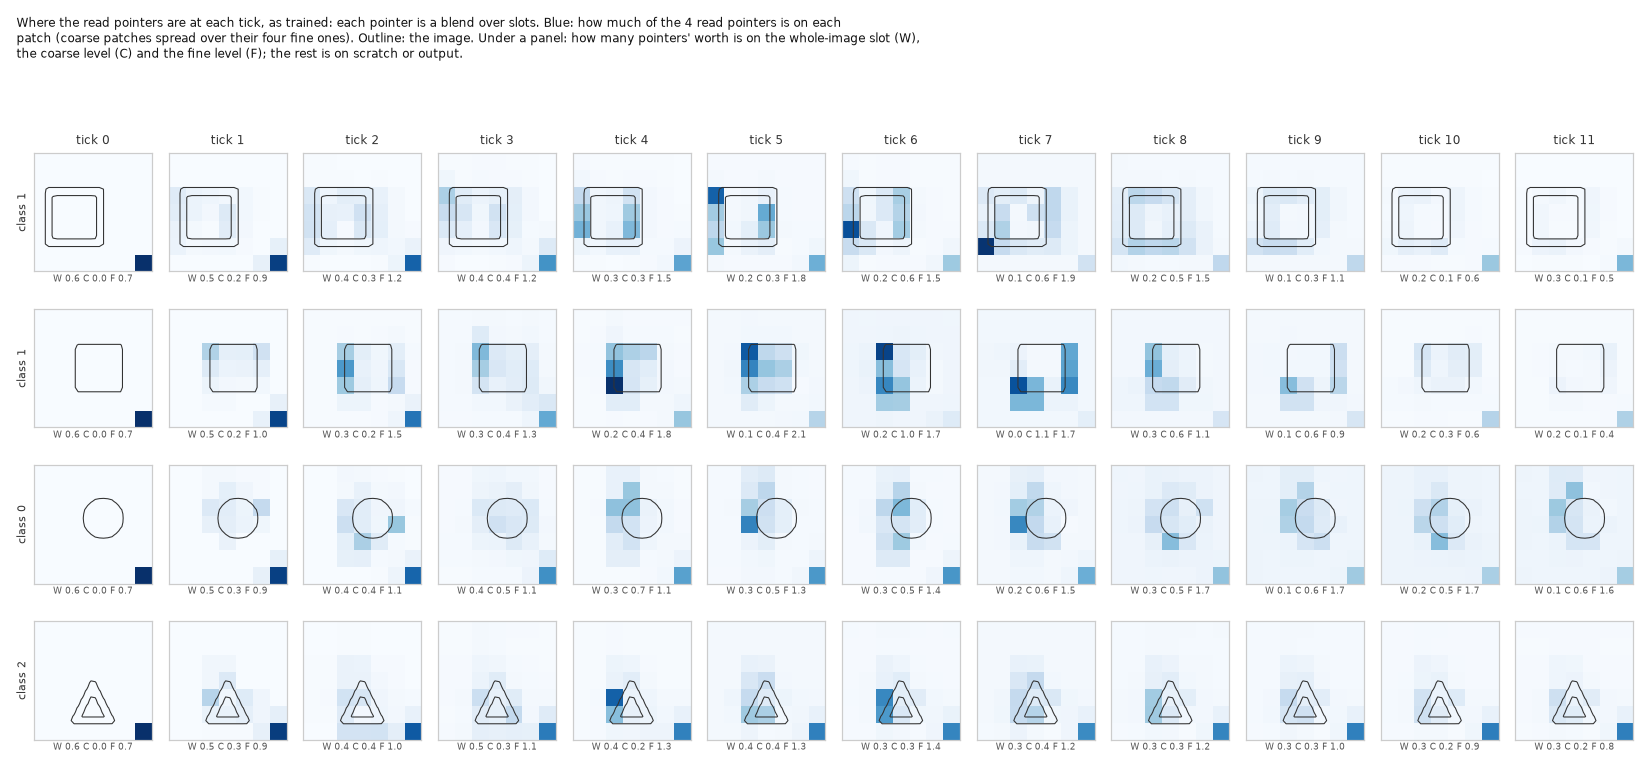 Where the read pointers are at each tick, as trained: each pointer is a blend over slots. Blue: how much of the 4 read pointers is on each
patch (coarse patches spread over their four fine ones). Outline: the image. Under a panel: how many pointers' worth is on the whole-image slot (W),
the coarse level (C) and the fine level (F); the rest is on scratch or output.
tick 0 tick 1 tick 2 tick 3 tick 4 tick 5 tick 6 tick 7 tick 8 tick 9 tick 10 tick 11
class 1
W 0.6 C 0.0 F 0.7 W 0.5 C 0.2 F 0.9 W 0.4 C 0.3 F 1.2 W 0.4 C 0.4 F 1.2 W 0.3 C 0.3 F 1.5 W 0.2 C 0.3 F 1.8 W 0.2 C 0.6 F 1.5 W 0.1 C 0.6 F 1.9 W 0.2 C 0.5 F 1.5 W 0.1 C 0.3 F 1.1 W 0.2 C 0.1 F 0.6 W 0.3 C 0.1 F 0.5
class 1
W 0.6 C 0.0 F 0.7 W 0.5 C 0.2 F 1.0 W 0.3 C 0.2 F 1.5 W 0.3 C 0.4 F 1.3 W 0.2 C 0.4 F 1.8 W 0.1 C 0.4 F 2.1 W 0.2 C 1.0 F 1.7 W 0.0 C 1.1 F 1.7 W 0.3 C 0.6 F 1.1 W 0.1 C 0.6 F 0.9 W 0.2 C 0.3 F 0.6 W 0.2 C 0.1 F 0.4
class 0
W 0.6 C 0.0 F 0.7 W 0.5 C 0.3 F 0.9 W 0.4 C 0.4 F 1.1 W 0.4 C 0.5 F 1.1 W 0.3 C 0.7 F 1.1 W 0.3 C 0.5 F 1.3 W 0.3 C 0.5 F 1.4 W 0.2 C 0.6 F 1.5 W 0.3 C 0.5 F 1.7 W 0.1 C 0.6 F 1.7 W 0.2 C 0.5 F 1.7 W 0.1 C 0.6 F 1.6
class 2
W 0.6 C 0.0 F 0.7 W 0.5 C 0.3 F 0.9 W 0.4 C 0.4 F 1.0 W 0.5 C 0.3 F 1.1 W 0.4 C 0.2 F 1.3 W 0.4 C 0.4 F 1.3 W 0.3 C 0.3 F 1.4 W 0.3 C 0.4 F 1.2 W 0.3 C 0.3 F 1.2 W 0.3 C 0.3 F 1.0 W 0.3 C 0.2 F 0.9 W 0.3 C 0.2 F 0.8